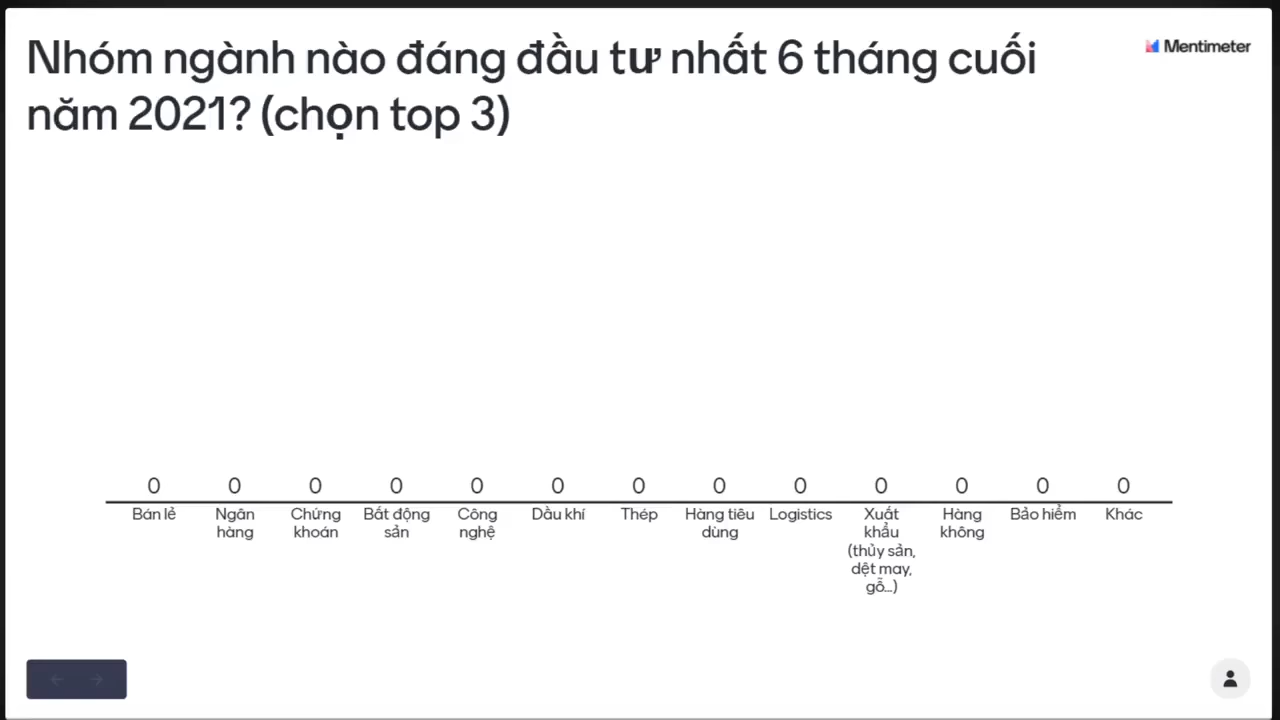 Nhóm ngành nào đáng đầu tư nhất 6 tháng cuối
năm 2021? (chọn top 3)
Mentimeter
0 0 0 0 0 0 0 0 0 0 0 0 0
Bán lẻ
Ngân
hàng
Chứng
khoán
Bất động
sản
Công
nghệ
Dầu khí
Thép
Hàng tiêu
dùng
Logistics
Xuất
khẩu
(thủy sản,
dệt may,
gỗ...)
Hàng
không
Bảo hiểm
Khác